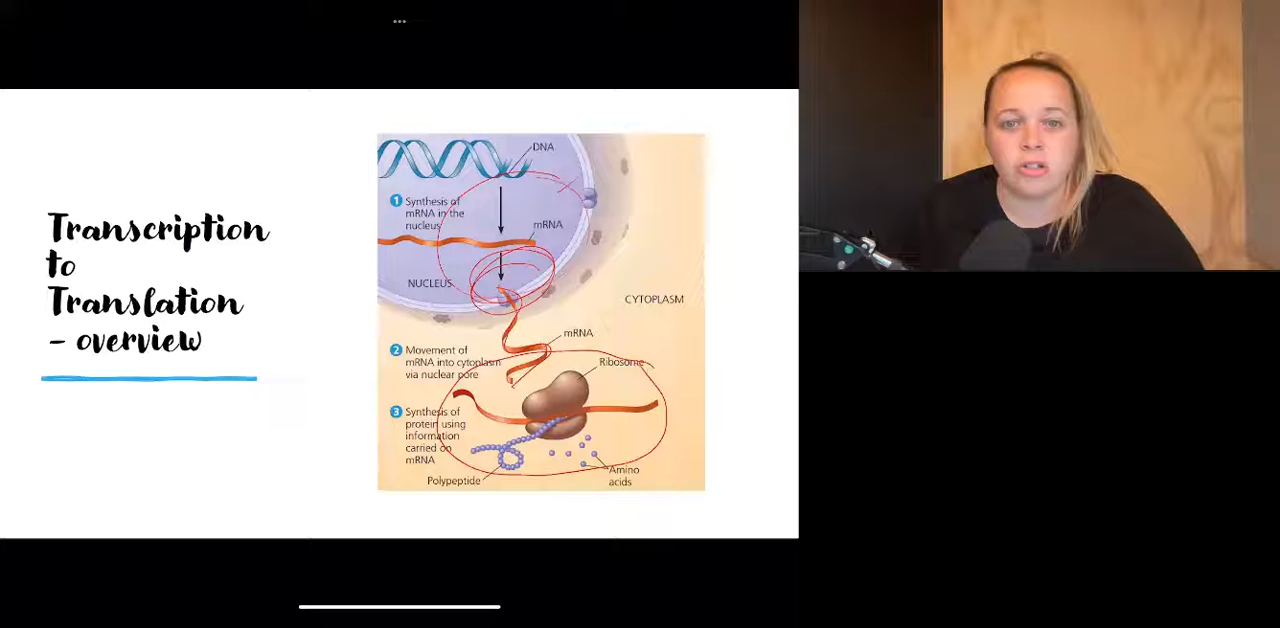 Transcription
to
Translation
- overview
DNA
1 Synthesis of
mRNA in the
nucleus
mRNA
NUCLEUS
CYTOPLASM
mRNA
2 Movement of
mRNA into cytoplasm
via nuclear pore
Ribosome
3 Synthesis of
protein using
information
carried on
mRNA
Amino
acids
Polypeptide